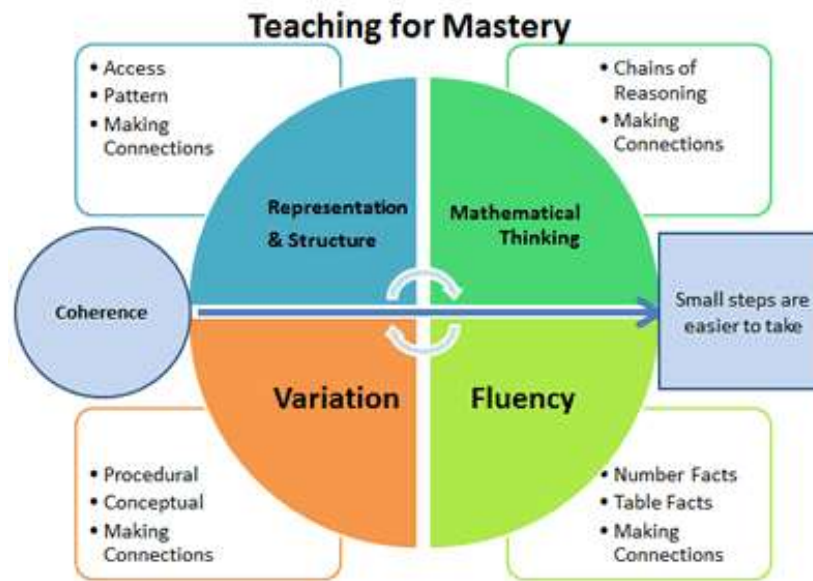 Teaching for Mastery
• Access
• Pattern
• Making
Connections
• Chains of
Reasoning
• Making
Connections
Representation
& Structure
Mathematical
Thinking
Coherence
Small steps are
easier to take
Variation
Fluency
• Procedural
• Conceptual
• Making
Connections
• Number Facts
• Table Facts
• Making
Connections